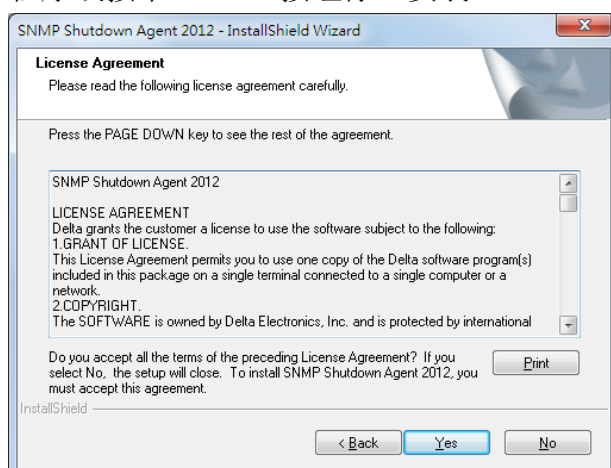 SNMP Shutdown Agent 2012 - InstallShield Wizard
License Agreement
Please read the following license agreement carefully.
Press the PAGE DOWN key to see the rest of the agreement.
SNMP Shutdown Agent 2012
LICENSE AGREEMENT
Delta grants the customer a license to use the software subject to the following:
1.GRANT OF LICENSE.
This License Agreement permits you to use one copy of the Delta software program(s)
included in this package on a single terminal connected to a single computer or a
network.
2.COPYRIGHT.
The SOFTWARE is owned by Delta Electronics, Inc. and is protected by international
Do you accept all the terms of the preceding License Agreement? If you
select No, the setup will close. To install SNMP Shutdown Agent 2012, you
must accept this agreement.
Print
InstallShield
< Back
Yes
No